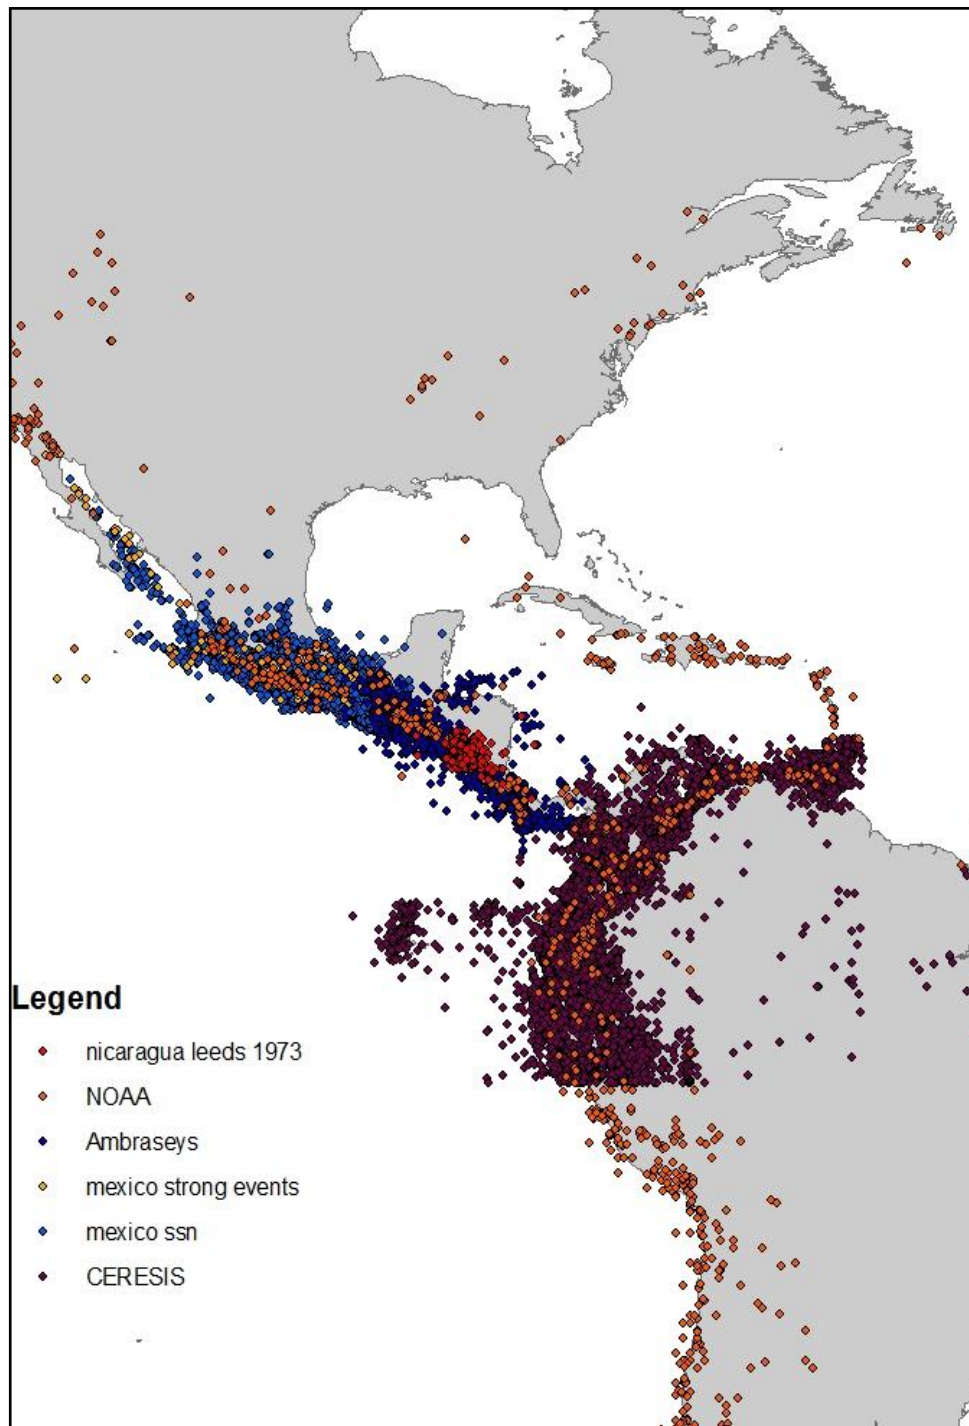 Legend
nicaragua leeds 1973
NOAA
Ambraseys
mexico strong events
mexico ssn
CERESIS